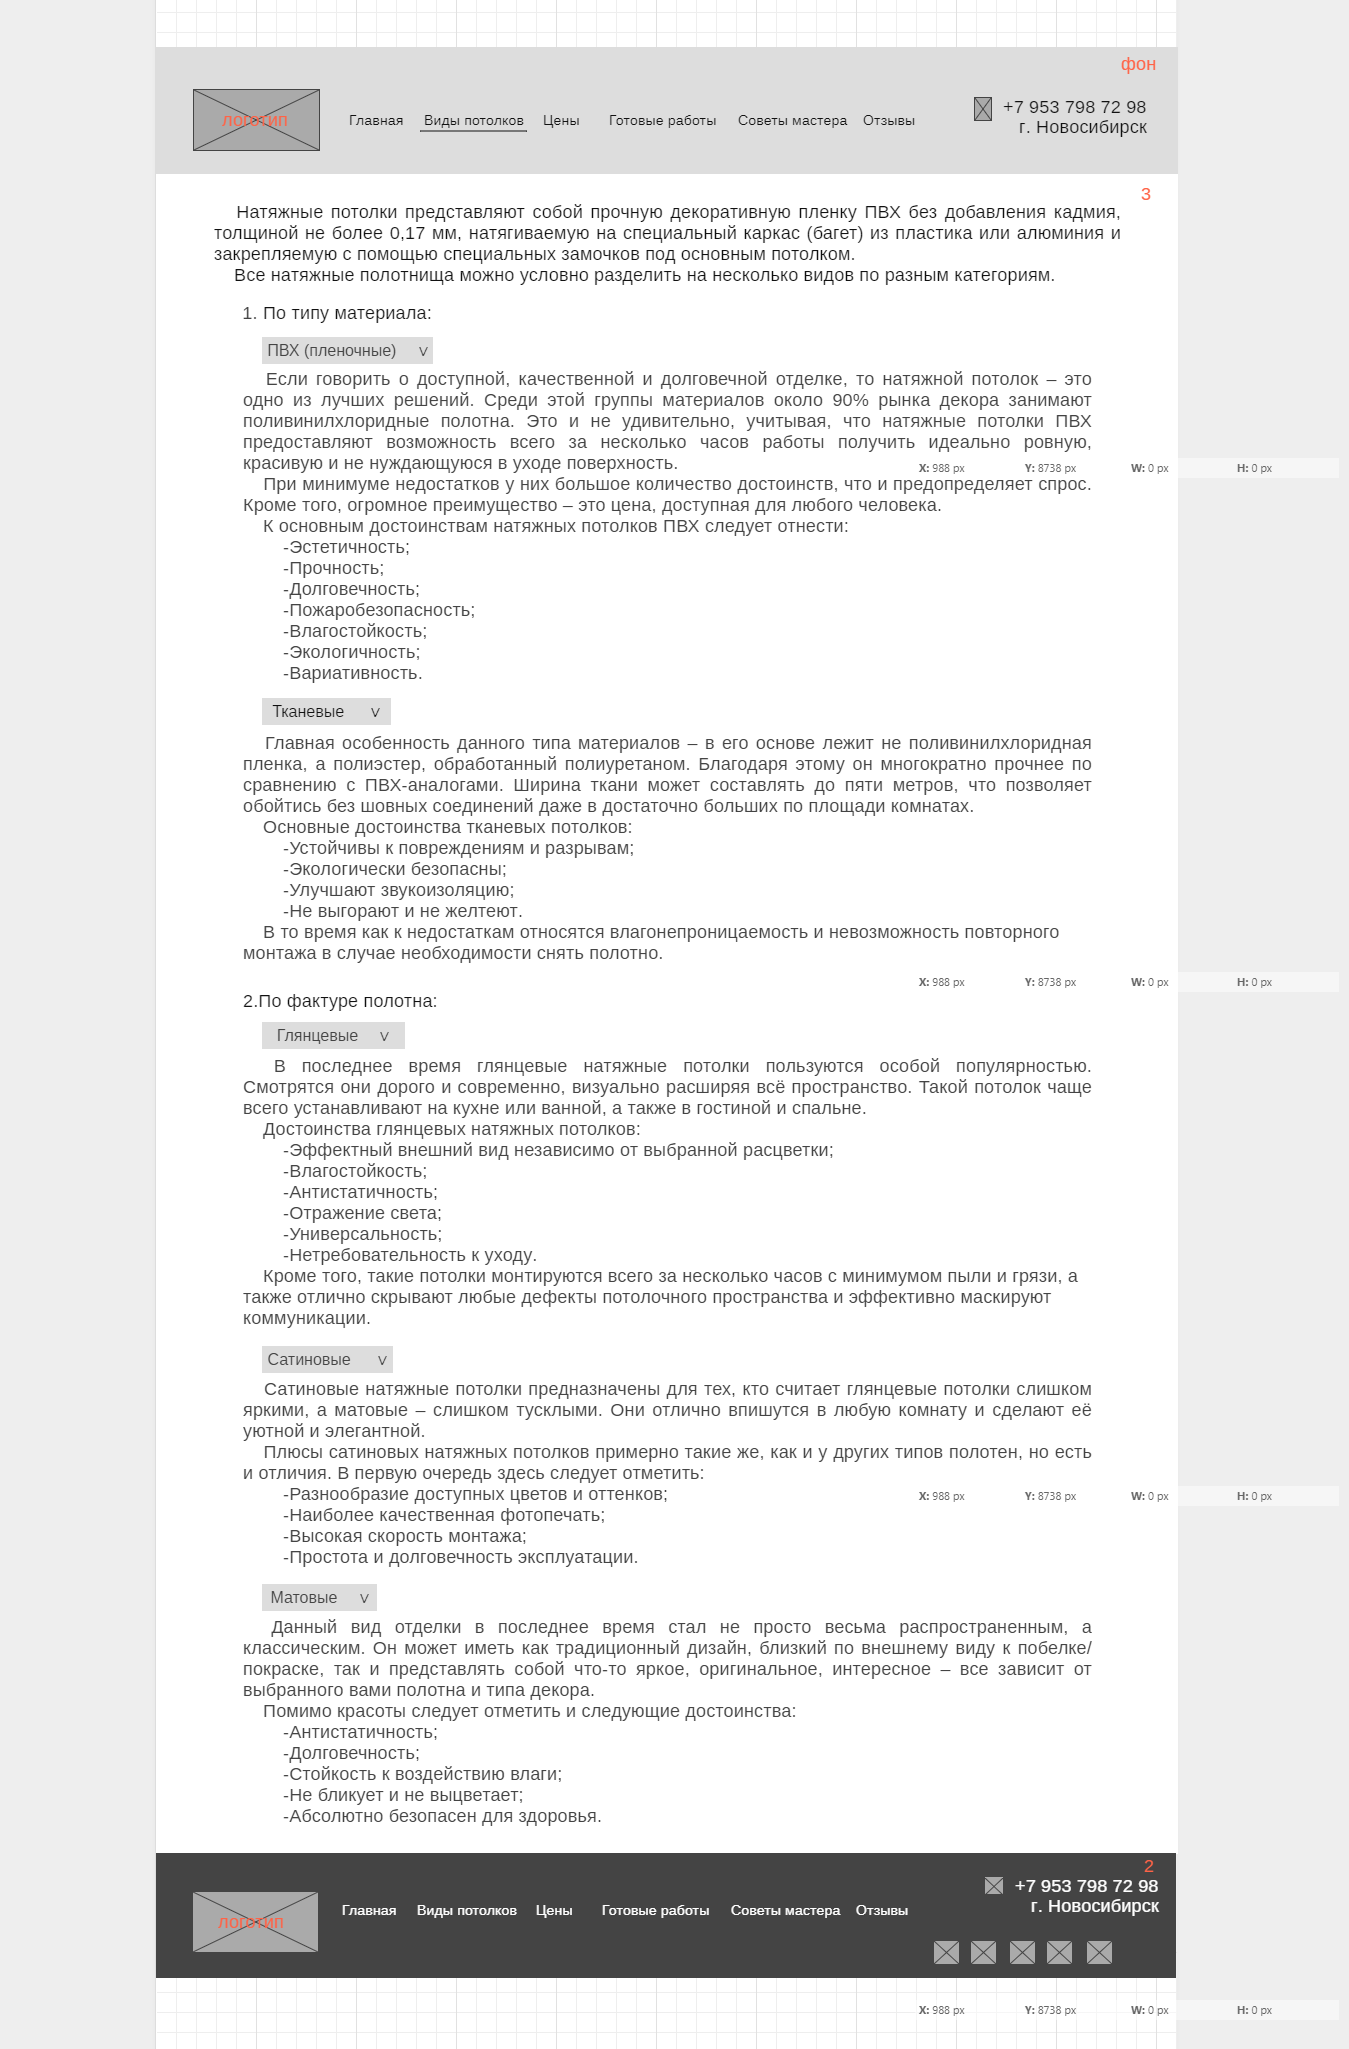 фон
логотип
Главная Виды потолков Цены Готовые работы Советы мастера Отзывы
+7 953 798 72 98
г. Новосибирск
3
Натяжные потолки представляют собой прочную декоративную пленку ПВХ без добавления кадмия,
толщиной не более 0,17 мм, натягиваемую на специальный каркас (багет) из пластика или алюминия и
закрепляемую с помощью специальных замочков под основным потолком.
Все натяжные полотнища можно условно разделить на несколько видов по разным категориям.
1. По типу материала:
ПВХ (пленочные) v
Если говорить о доступной, качественной и долговечной отделке, то натяжной потолок – это
одно из лучших решений. Среди этой группы материалов около 90% рынка декора занимают
поливинилхлоридные полотна. Это и не удивительно, учитывая, что натяжные потолки ПВХ
предоставляют возможность всего за несколько часов работы получить идеально ровную,
красивую и не нуждающуюся в уходе поверхность.
X: 988 px Y: 8738 px W: 0 px H: 0 px
При минимуме недостатков у них большое количество достоинств, что и предопределяет спрос.
Кроме того, огромное преимущество – это цена, доступная для любого человека.
К основным достоинствам натяжных потолков ПВХ следует отнести:
-Эстетичность;
-Прочность;
-Долговечность;
-Пожаробезопасность;
-Влагостойкость;
-Экологичность;
-Вариативность.
Тканевые v
Главная особенность данного типа материалов – в его основе лежит не поливинилхлоридная
пленка, а полиэстер, обработанный полиуретаном. Благодаря этому он многократно прочнее по
сравнению с ПВХ-аналогами. Ширина ткани может составлять до пяти метров, что позволяет
обойтись без шовных соединений даже в достаточно больших по площади комнатах.
Основные достоинства тканевых потолков:
-Устойчивы к повреждениям и разрывам;
-Экологически безопасны;
-Улучшают звукоизоляцию;
-Не выгорают и не желтеют.
В то время как к недостаткам относятся влагонепроницаемость и невозможность повторного
монтажа в случае необходимости снять полотно.
X: 988 px Y: 8738 px W: 0 px H: 0 px
2.По фактуре полотна:
Глянцевые v
В последнее время глянцевые натяжные потолки пользуются особой популярностью.
Смотрятся они дорого и современно, визуально расширяя всё пространство. Такой потолок чаще
всего устанавливают на кухне или ванной, а также в гостиной и спальне.
Достоинства глянцевых натяжных потолков:
-Эффектный внешний вид независимо от выбранной расцветки;
-Влагостойкость;
-Антистатичность;
-Отражение света;
-Универсальность;
-Нетребовательность к уходу.
Кроме того, такие потолки монтируются всего за несколько часов с минимумом пыли и грязи, а
также отлично скрывают любые дефекты потолочного пространства и эффективно маскируют
коммуникации.
Сатиновые v
Сатиновые натяжные потолки предназначены для тех, кто считает глянцевые потолки слишком
яркими, а матовые – слишком тусклыми. Они отлично впишутся в любую комнату и сделают её
уютной и элегантной.
Плюсы сатиновых натяжных потолков примерно такие же, как и у других типов полотен, но есть
и отличия. В первую очередь здесь следует отметить:
-Разнообразие доступных цветов и оттенков;
X: 988 px Y: 8738 px W: 0 px H: 0 px
-Наиболее качественная фотопечать;
-Высокая скорость монтажа;
-Простота и долговечность эксплуатации.
Матовые v
Данный вид отделки в последнее время стал не просто весьма распространенным, а
классическим. Он может иметь как традиционный дизайн, близкий по внешнему виду к побелке/
покраске, так и представлять собой что-то яркое, оригинальное, интересное – все зависит от
выбранного вами полотна и типа декора.
Помимо красоты следует отметить и следующие достоинства:
-Антистатичность;
-Долговечность;
-Стойкость к воздействию влаги;
-Не бликует и не выцветает;
-Абсолютно безопасен для здоровья.
2
логотип
Главная Виды потолков Цены Готовые работы Советы мастера Отзывы
+7 953 798 72 98
г. Новосибирск
X: 988 px Y: 8738 px W: 0 px H: 0 px